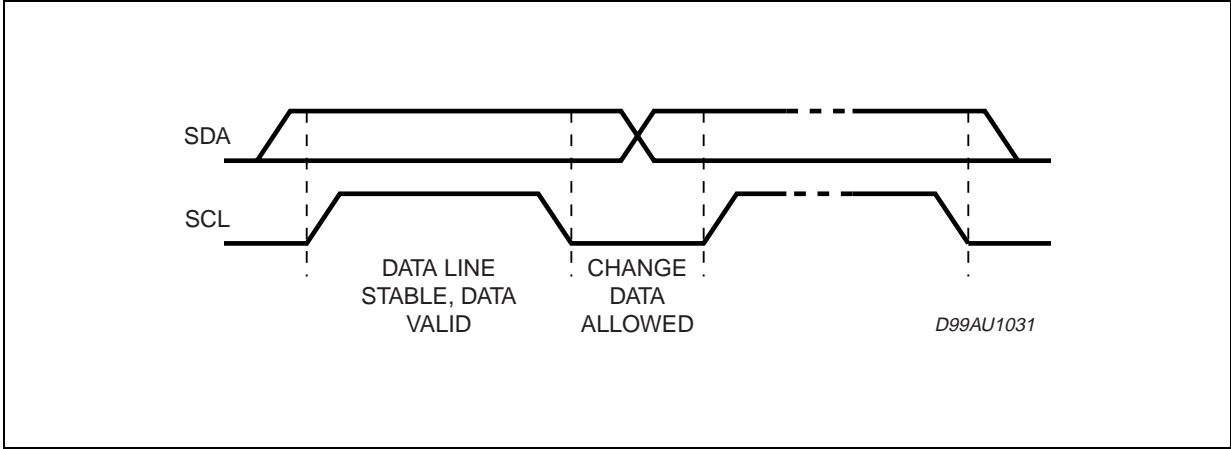 SDA
SCL
DATA LINE
STABLE, DATA
VALID
CHANGE
DATA
ALLOWED
D99AU1031